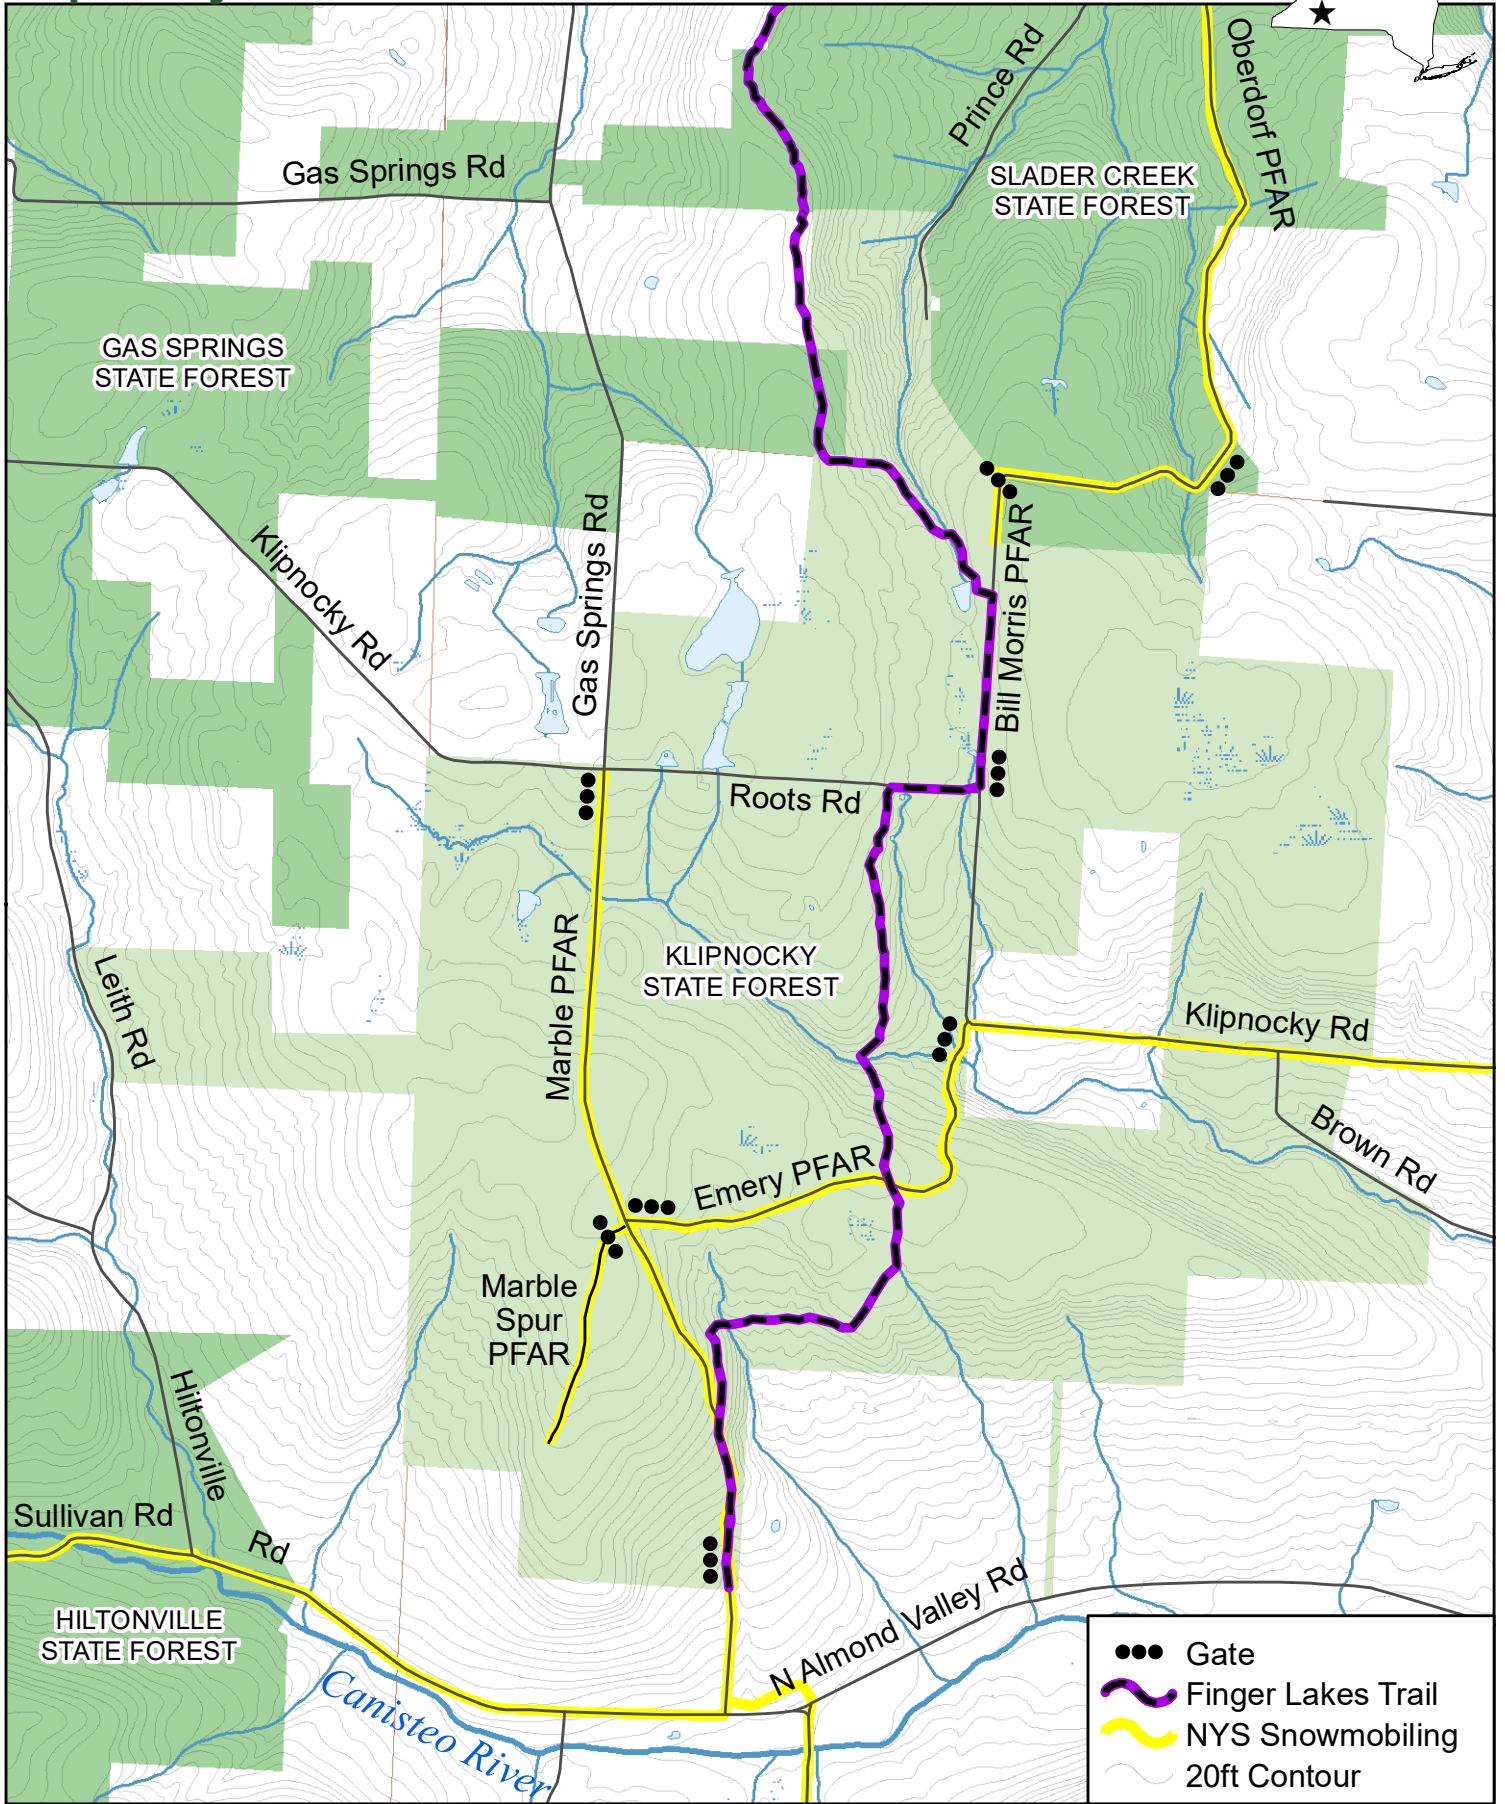 Prince Rd
Oberdorf PFAR
Gas Springs Rd
SLADER CREEK
STATE FOREST
GAS SPRINGS
STATE FOREST
Klipnocky Rd
Gas Springs Rd
Bill Morris PFAR
Roots Rd
Marble PFAR
KLIPNOCKY
STATE FOREST
Leith Rd
Klipnocky Rd
Brown Rd
Emery PFAR
Marble
Spur
PFAR
Hiltonville
Rd
Sullivan Rd
HILTONVILLE
STATE FOREST
N Almond Valley Rd
Canisteo River
Gate
Finger Lakes Trail
NYS Snowmobiling
20ft Contour